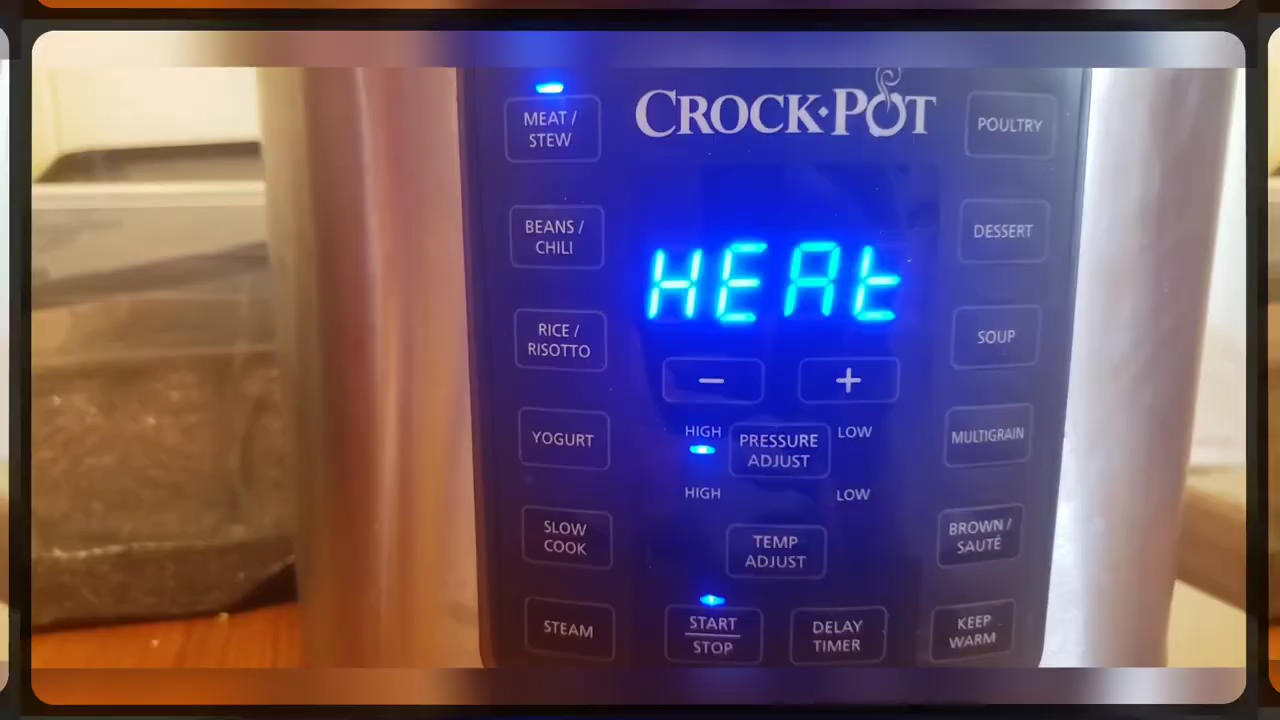 CROCK·POT
MEAT /
STEW
POULTRY
BEANS /
CHILI
DESSERT
HEAt
RICE /
RISOTTO
SOUP
− +
HIGH
LOW
PRESSURE
ADJUST
YOGURT
MULTIGRAIN
HIGH
LOW
SLOW
COOK
TEMP
ADJUST
BROWN /
SAUTÉ
STEAM
START
STOP
DELAY
TIMER
KEEP
WARM